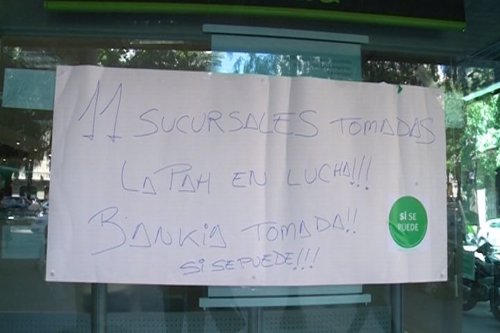 11 SUCURSALES TOMADAS
LA PAH EN LUCHA!!!
BANKIA TOMADA!!
SI SE PUEDE!!!
SÍ SE
PUEDE